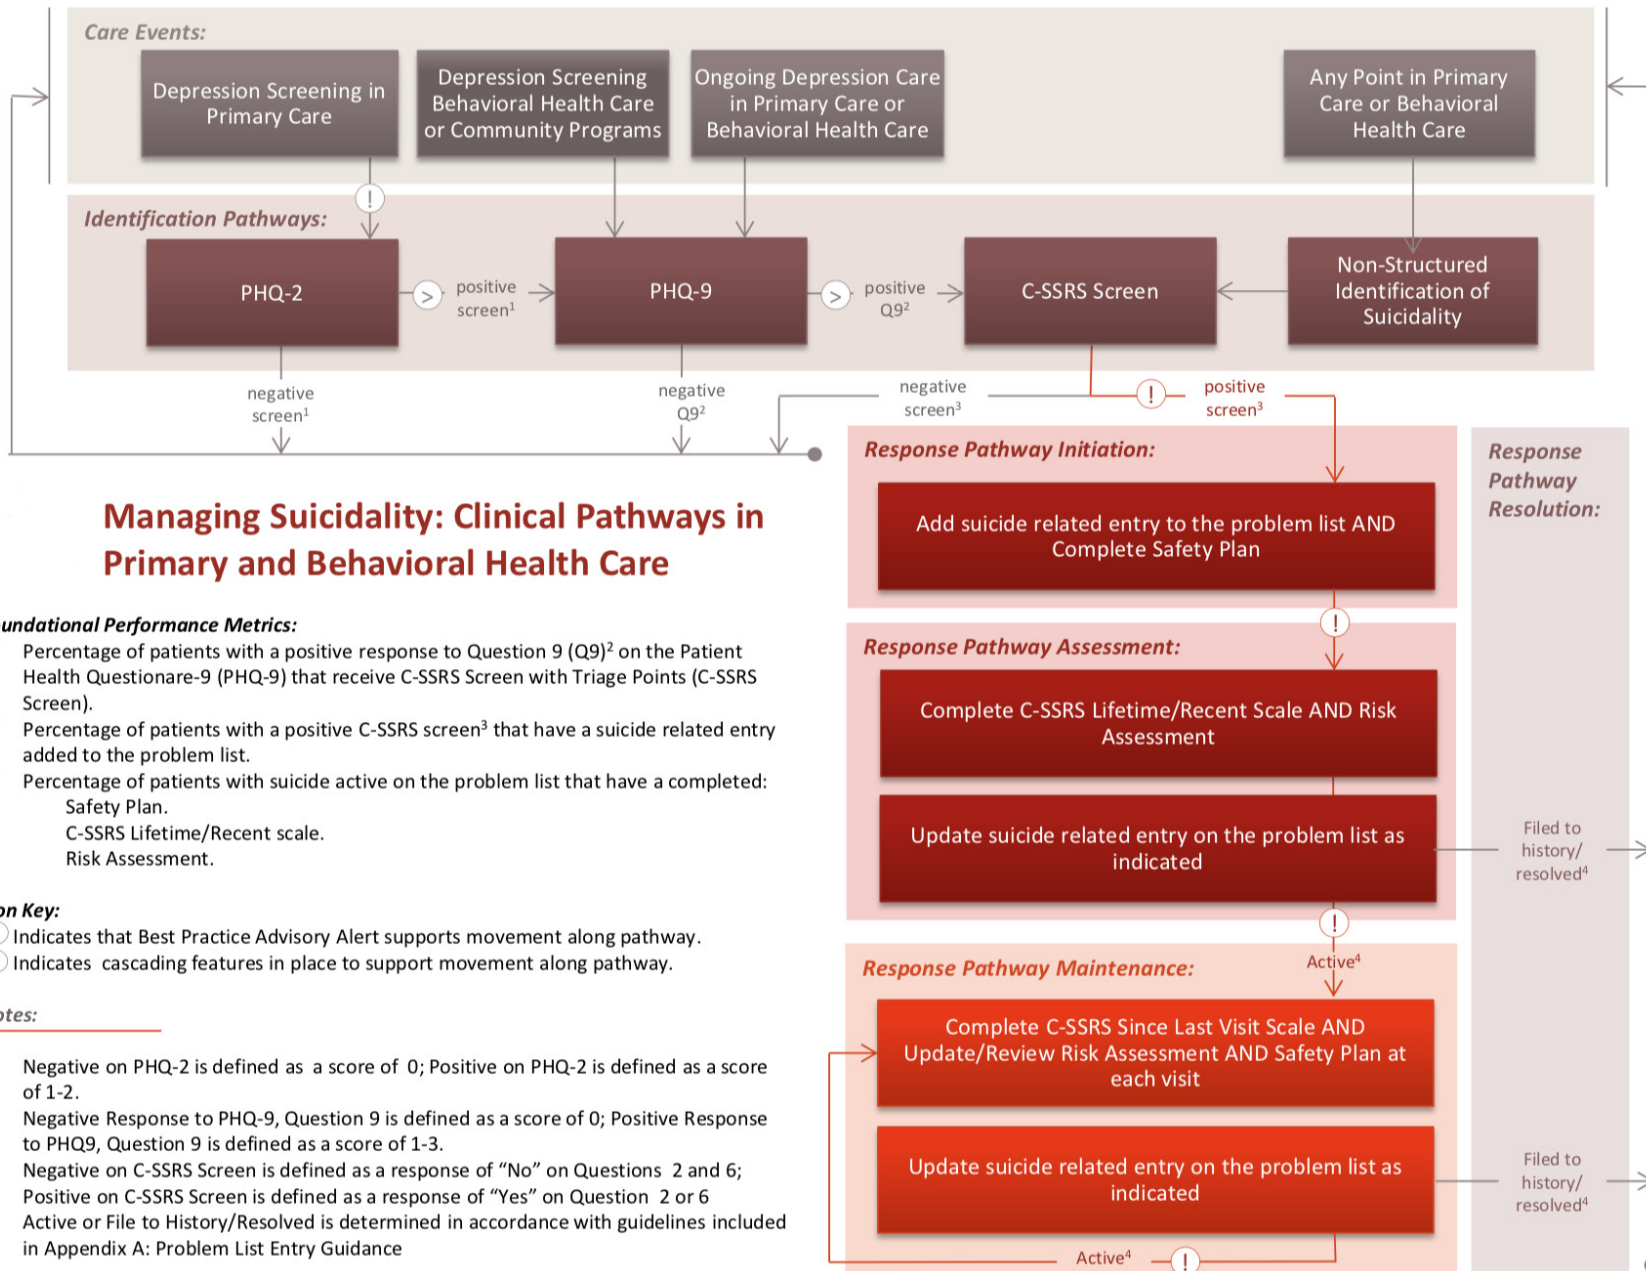 Care Events:
Depression Screening in
Primary Care
Depression Screening
Behavioral Health Care
or Community Programs
Ongoing Depression Care
in Primary Care or
Behavioral Health Care
Any Point in Primary
Care or Behavioral
Health Care
!
Identification Pathways:
PHQ-2
>
positive
screen¹
PHQ-9
>
positive
Q9²
C-SSRS Screen
Non-Structured
Identification of
Suicidality
negative
screen¹
negative
Q9²
negative
screen³
!
positive
screen³
Response Pathway Initiation:
Add suicide related entry to the problem list AND
Complete Safety Plan
!
Response Pathway Assessment:
Complete C-SSRS Lifetime/Recent Scale AND Risk
Assessment
Update suicide related entry on the problem list as
indicated
!
Active⁴
Response Pathway Maintenance:
Complete C-SSRS Since Last Visit Scale AND
Update/Review Risk Assessment AND Safety Plan at
each visit
Update suicide related entry on the problem list as
indicated
Active⁴
!
Response
Pathway
Resolution:
Filed to
history/
resolved⁴
Filed to
history/
resolved⁴
Managing Suicidality: Clinical Pathways in
Primary and Behavioral Health Care
undational Performance Metrics:
Percentage of patients with a positive response to Question 9 (Q9)² on the Patient
Health Questionare-9 (PHQ-9) that receive C-SSRS Screen with Triage Points (C-SSRS
Screen).
Percentage of patients with a positive C-SSRS screen³ that have a suicide related entry
added to the problem list.
Percentage of patients with suicide active on the problem list that have a completed:
Safety Plan.
C-SSRS Lifetime/Recent scale.
Risk Assessment.
on Key:
Indicates that Best Practice Advisory Alert supports movement along pathway.
Indicates cascading features in place to support movement along pathway.
otes:
Negative on PHQ-2 is defined as a score of 0; Positive on PHQ-2 is defined as a score
of 1-2.
Negative Response to PHQ-9, Question 9 is defined as a score of 0; Positive Response
to PHQ9, Question 9 is defined as a score of 1-3.
Negative on C-SSRS Screen is defined as a response of “No” on Questions 2 and 6;
Positive on C-SSRS Screen is defined as a response of “Yes” on Question 2 or 6
Active or File to History/Resolved is determined in accordance with guidelines included
in Appendix A: Problem List Entry Guidance